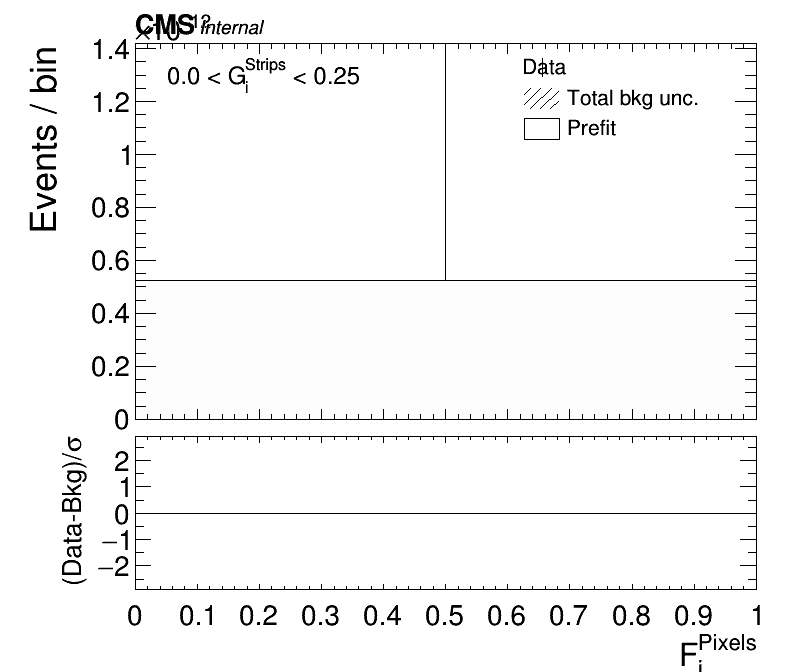 CMS Internal
×10
1.4
1.2
1
0.8
0.6
0.4
0.2
0
Events / bin
0.0 < G_i^Strips < 0.25
Data
Total bkg unc.
Prefit
(Data-Bkg)/σ
2
1
0
−1
−2
0 0.1 0.2 0.3 0.4 0.5 0.6 0.7 0.8 0.9 1
F_i^Pixels